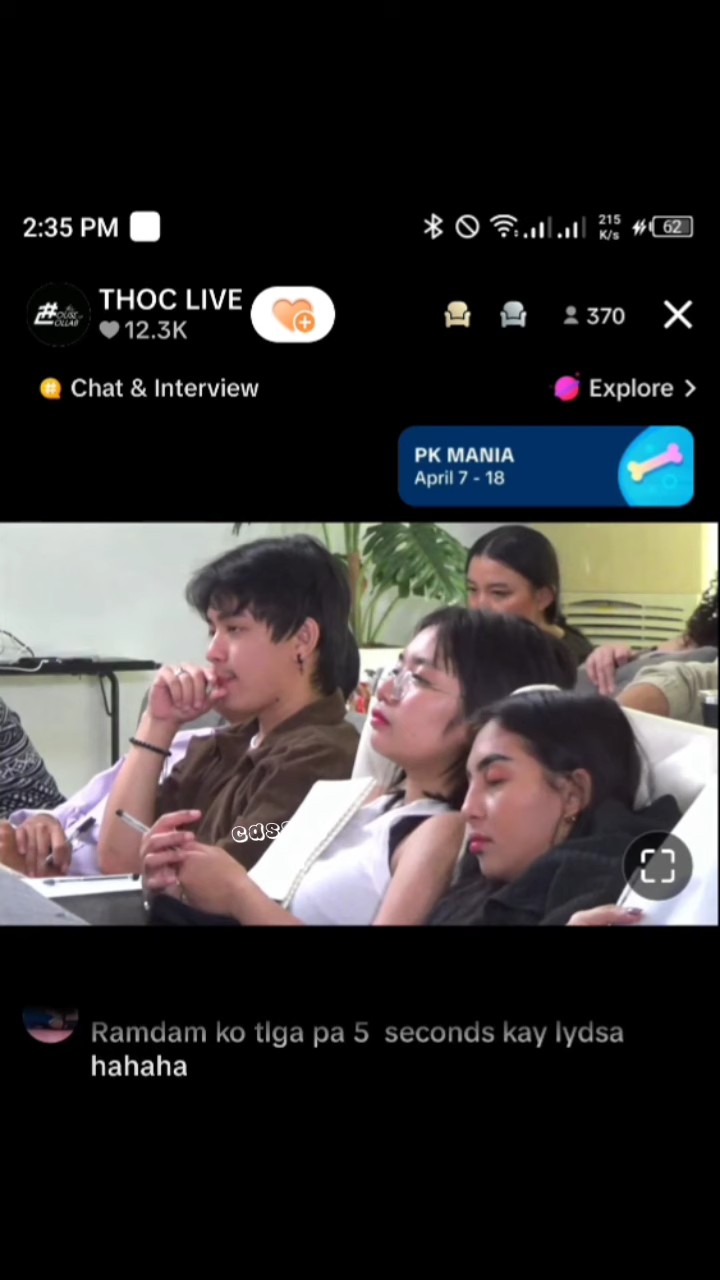 2:35 PM
215
K/s
62
THOC LIVE
12.3K
370
# Chat & Interview
Explore >
PK MANIA
April 7 - 18
Ramdam ko tlga pa 5 seconds kay lydsa
hahaha